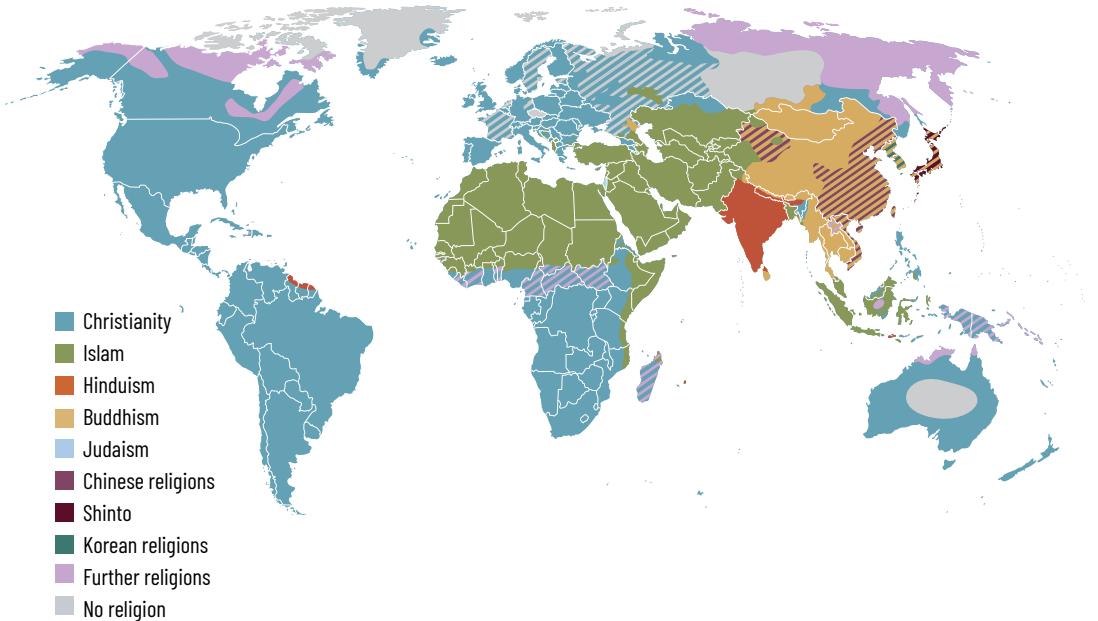 Christianity
Islam
Hinduism
Buddhism
Judaism
Chinese religions
Shinto
Korean religions
Further religions
No religion